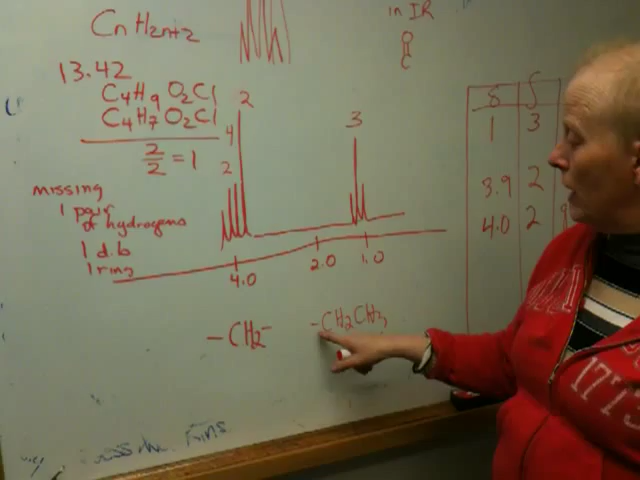 CnH2n+2
in IR
O
C
13.42
C4H9 O2Cl
C4H7 O2Cl
2/2 = 1
missing
1 pair
of hydrogens
1 d.b
1 ring
2
4
2
3
4.0
2.0
1.0
-CH2-
-CH2CH3
δ
1
3
3.9
2
4.0
2
1773